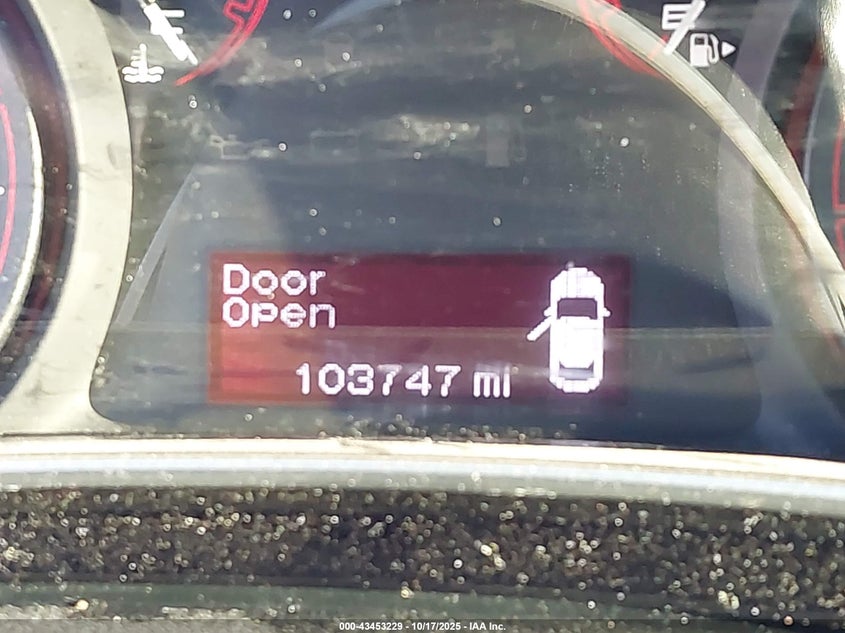 Door
Open
103747 mi
000-43453229 - 10/17/2025 - IAA Inc.